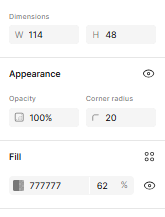 Dimensions
W 114 H 48
Appearance
Opacity Corner radius
100% 20
Fill
777777 62 %